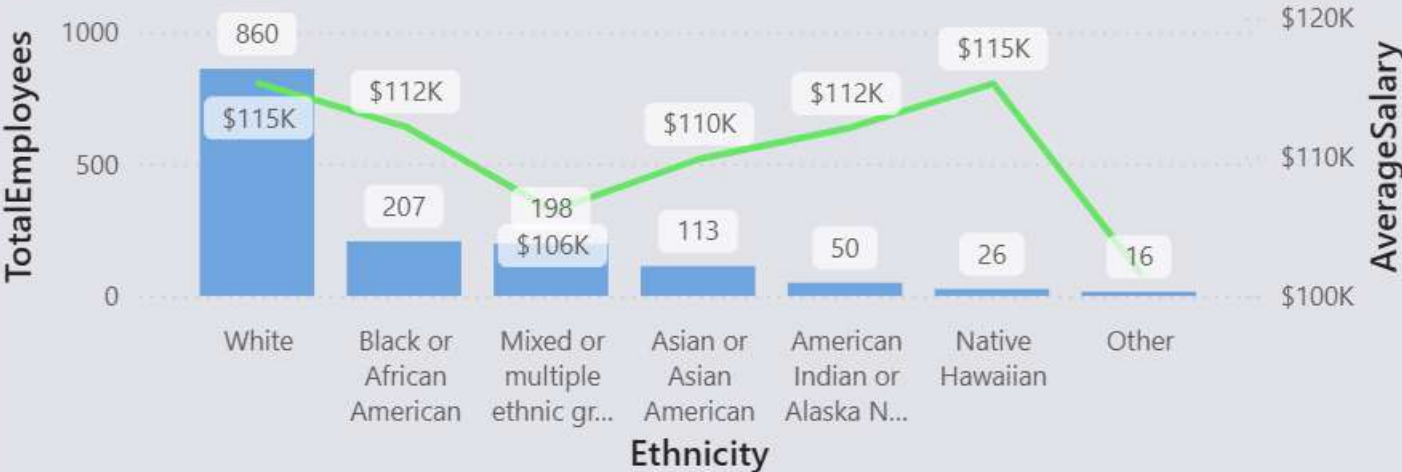 TotalEmployees
1000
500
0
860
$115K
$112K
207
198
$106K
$110K
113
$112K
50
$115K
26
16
$120K
$110K
$100K
AverageSalary
White
Black or
African
American
Mixed or
multiple
ethnic gr...
Asian or
Asian
American
American
Indian or
Alaska N...
Native
Hawaiian
Other
Ethnicity